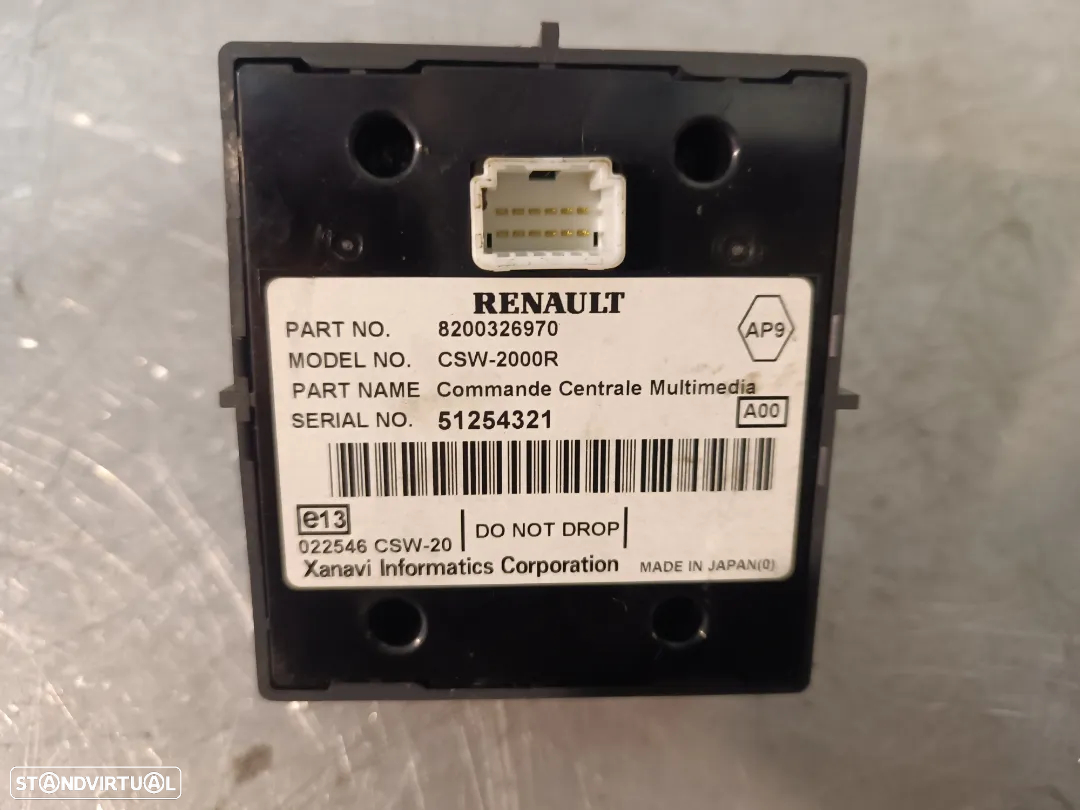 RENAULT
PART NO. 8200326970
AP9
MODEL NO. CSW-2000R
PART NAME Commande Centrale Multimedia
SERIAL NO. 51254321
A00
e13
022546 CSW-20
DO NOT DROP
Xanavi Informatics Corporation MADE IN JAPAN(0)
STANDVIRTUAL